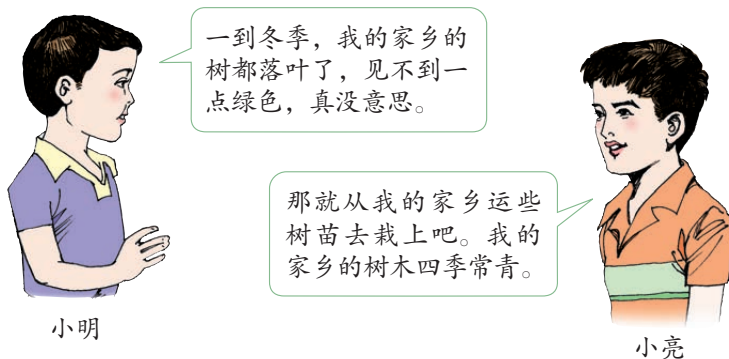 一到冬季，我的家乡的
树都落叶了，见不到一
点绿色，真没意思。
那就从我的家乡运些
树苗去栽上吧。我的
家乡的树木四季常青。
小明
小亮